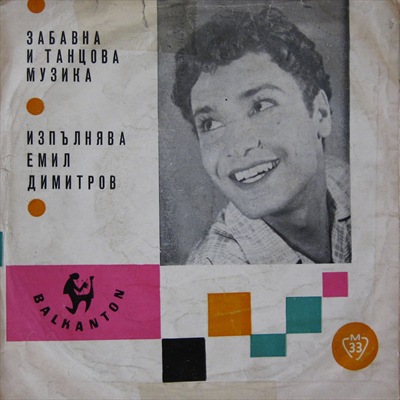 ЗАБАВНА
И ТАНЦОВА
МУЗИКА
ИЗПЪЛНЯВА
ЕМИЛ
ДИМИТРОВ
BALKANTON
M
33